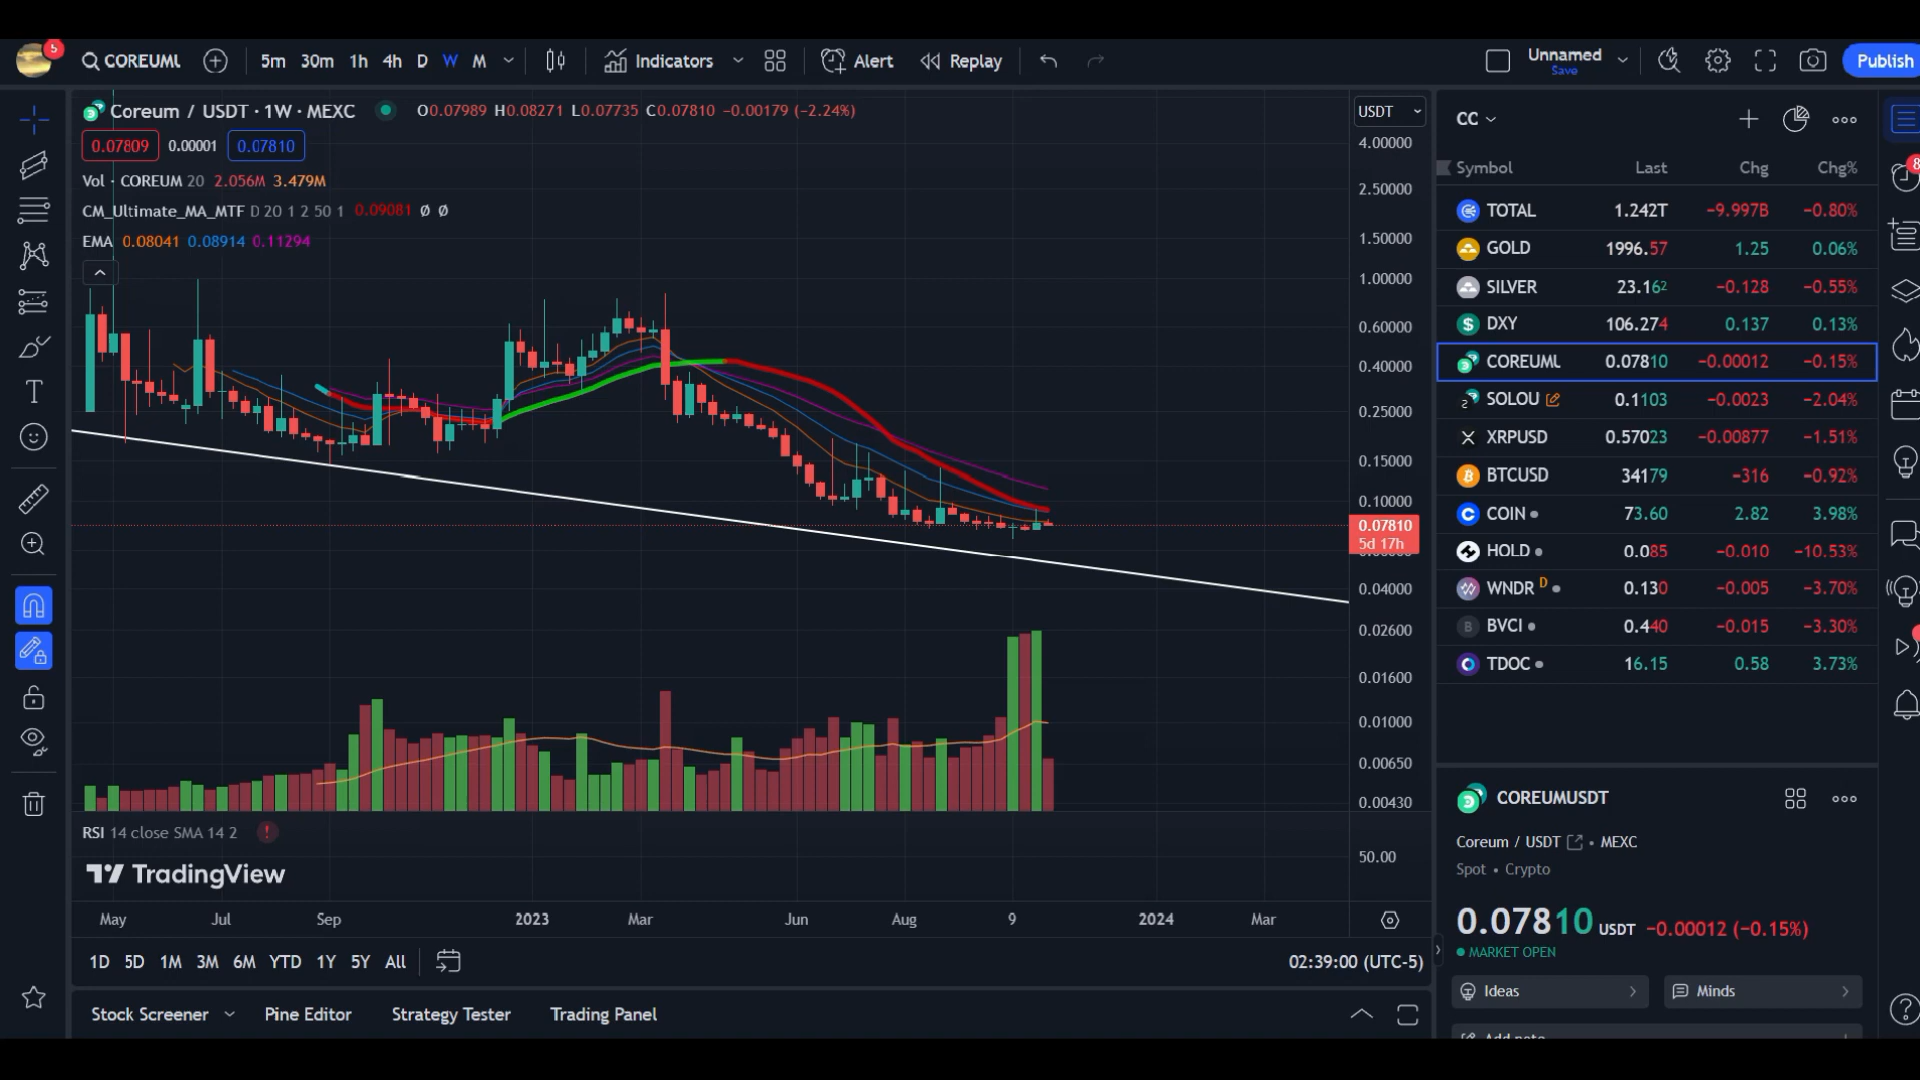 5
COREUML 5m 30m 1h 4h D W M Indicators Alert Replay Unnamed Save Publish
Coreum / USDT · 1W · MEXC O0.07989 H0.08271 L0.07735 C0.07810 −0.00179 (−2.24%)
0.07809 0.00001 0.07810
Vol · COREUM 20 2.056M 3.479M
CM_Ultimate_MA_MTF D 20 1 2 50 1 0.09081 Ø Ø
EMA 0.08041 0.08914 0.11294
USDT
4.00000
2.50000
1.50000
1.00000
0.60000
0.40000
0.25000
0.15000
0.10000
0.07810
5d 17h
0.04000
0.02600
0.01600
0.01000
0.00650
0.00430
RSI 14 close SMA 14 2 !
50.00
TradingView
May Jul Sep 2023 Mar Jun Aug 9 2024 Mar
1D 5D 1M 3M 6M YTD 1Y 5Y All 02:39:00 (UTC-5)
Stock Screener Pine Editor Strategy Tester Trading Panel
CC
Symbol Last Chg Chg%
TOTAL 1.242T −9.997B −0.80%
GOLD 1996.57 1.25 0.06%
SILVER 23.162 −0.128 −0.55%
DXY 106.274 0.137 0.13%
COREUML 0.07810 −0.00012 −0.15%
SOLOU 0.1103 −0.0023 −2.04%
XRPUSD 0.57023 −0.00877 −1.51%
BTCUSD 34179 −316 −0.92%
COIN 73.60 2.82 3.98%
HOLD 0.085 −0.010 −10.53%
WNDR D 0.130 −0.005 −3.70%
BVCI 0.440 −0.015 −3.30%
TDOC 16.15 0.58 3.73%
COREUMUSDT
Coreum / USDT • MEXC
Spot • Crypto
0.07810 USDT −0.00012 (−0.15%)
MARKET OPEN
Ideas Minds
Add note
8